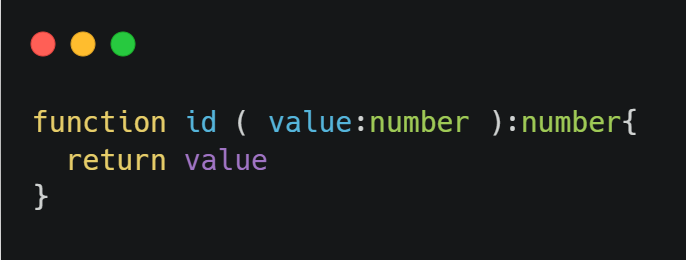 function id ( value:number ):number{
  return value
}